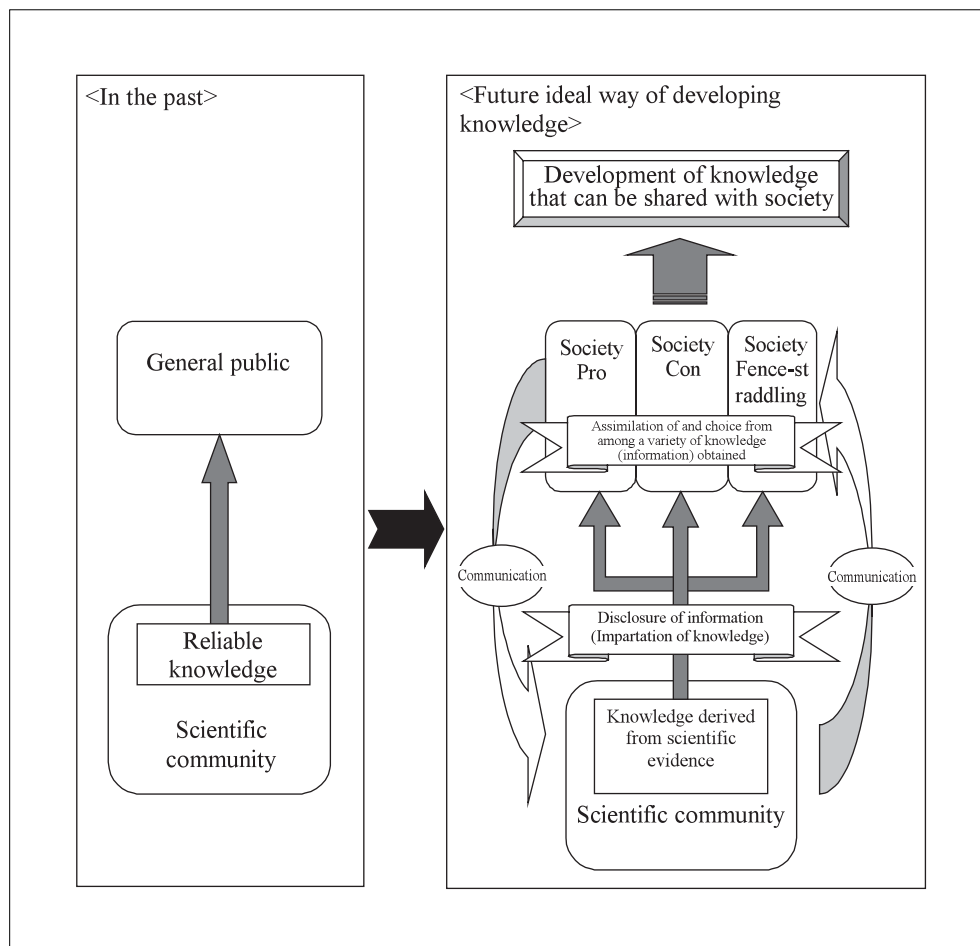 <In the past>
General public
Reliable
knowledge
Scientific
community
<Future ideal way of developing
knowledge>
Development of knowledge
that can be shared with society
Society
Pro
Society
Con
Society
Fence-st
raddling
Assimilation of and choice from
among a variety of knowledge
(information) obtained
Communication
Communication
Disclosure of information
(Impartation of knowledge)
Knowledge derived
from scientific
evidence
Scientific community